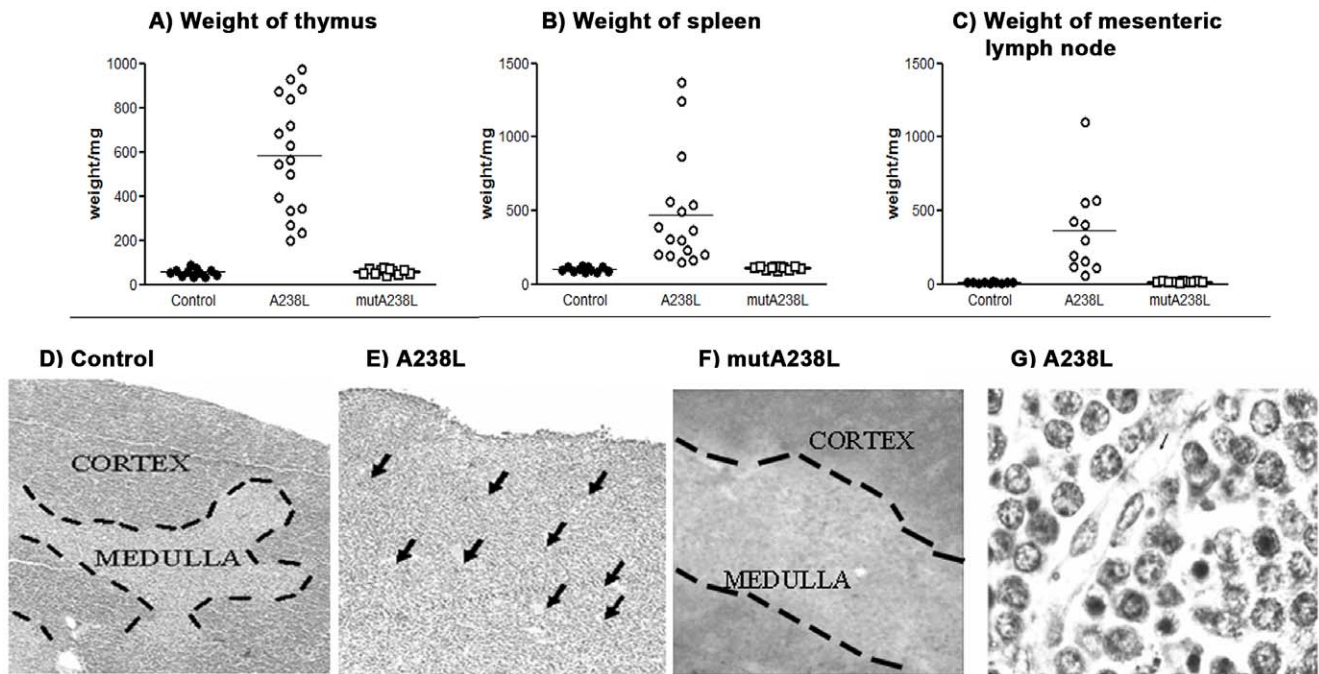 A) Weight of thymus
1000
800
600
400
200
0
weight/mg
Control
A238L
mutA238L
B) Weight of spleen
1500
1000
500
0
weight/mg
Control
A238L
mutA238L
C) Weight of mesenteric
lymph node
1500
1000
500
0
weight/mg
Control
A238L
mutA238L
D) Control
CORTEX
MEDULLA
E) A238L
F) mutA238L
CORTEX
MEDULLA
G) A238L